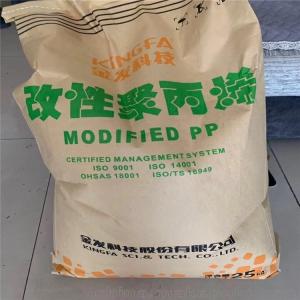 KINGFA
金发科技
改性聚丙烯
MODIFIED PP
CERTIFIED MANAGEMENT SYSTEM
ISO 9001 ISO 14001
OHSAS 18001 ISO/TS 16949
金发科技股份有限公司
KINGFA SCI. & TECH. CO., LTD.
25